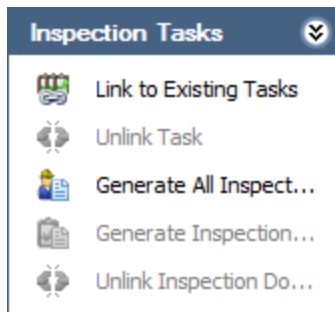 Inspection Tasks
Link to Existing Tasks
Unlink Task
Generate All Inspect...
Generate Inspection...
Unlink Inspection Do...